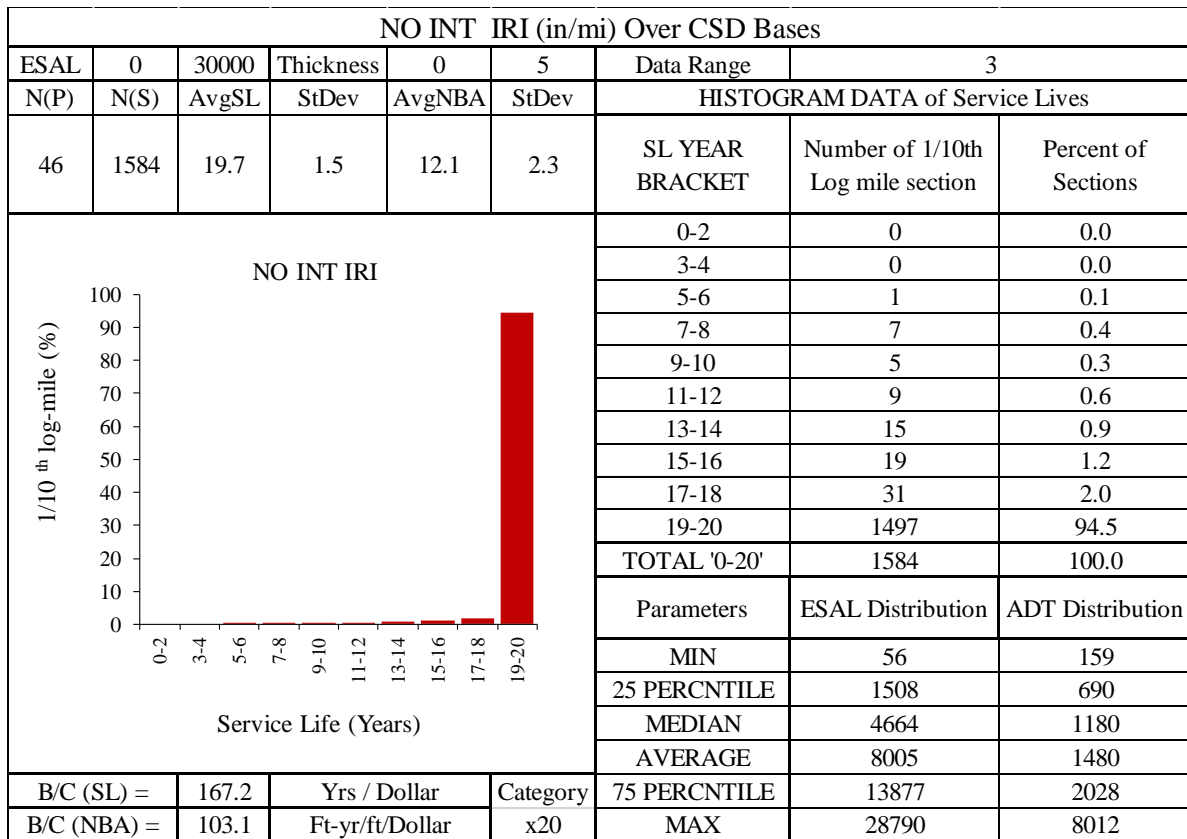 NO INT IRI (in/mi) Over CSD Bases
ESAL 0 30000 Thickness 0 5 Data Range 3
N(P) N(S) AvgSL StDev AvgNBA StDev HISTOGRAM DATA of Service Lives
46 1584 19.7 1.5 12.1 2.3
SL YEAR BRACKET Number of 1/10th Log mile section Percent of Sections
0-2 0 0.0
3-4 0 0.0
5-6 1 0.1
7-8 7 0.4
9-10 5 0.3
11-12 9 0.6
13-14 15 0.9
15-16 19 1.2
17-18 31 2.0
19-20 1497 94.5
TOTAL '0-20' 1584 100.0
Parameters ESAL Distribution ADT Distribution
MIN 56 159
25 PERCNTILE 1508 690
MEDIAN 4664 1180
AVERAGE 8005 1480
75 PERCNTILE 13877 2028
MAX 28790 8012
NO INT IRI
1/10 th log-mile (%)
100
90
80
70
60
50
40
30
20
10
0
0-2
3-4
5-6
7-8
9-10
11-12
13-14
15-16
17-18
19-20
Service Life (Years)
B/C (SL) = 167.2 Yrs / Dollar Category
B/C (NBA) = 103.1 Ft-yr/ft/Dollar x20